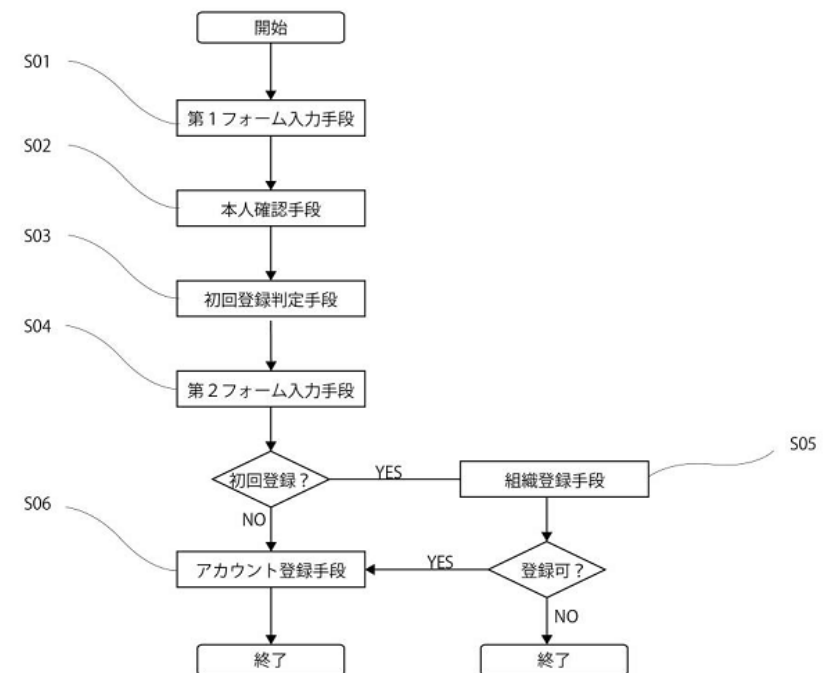 開始
S01
第1フォーム入力手段
S02
本人確認手段
S03
初回登録判定手段
S04
第2フォーム入力手段
初回登録？
YES
組織登録手段
S05
NO
S06
アカウント登録手段
YES
登録可？
NO
終了
終了